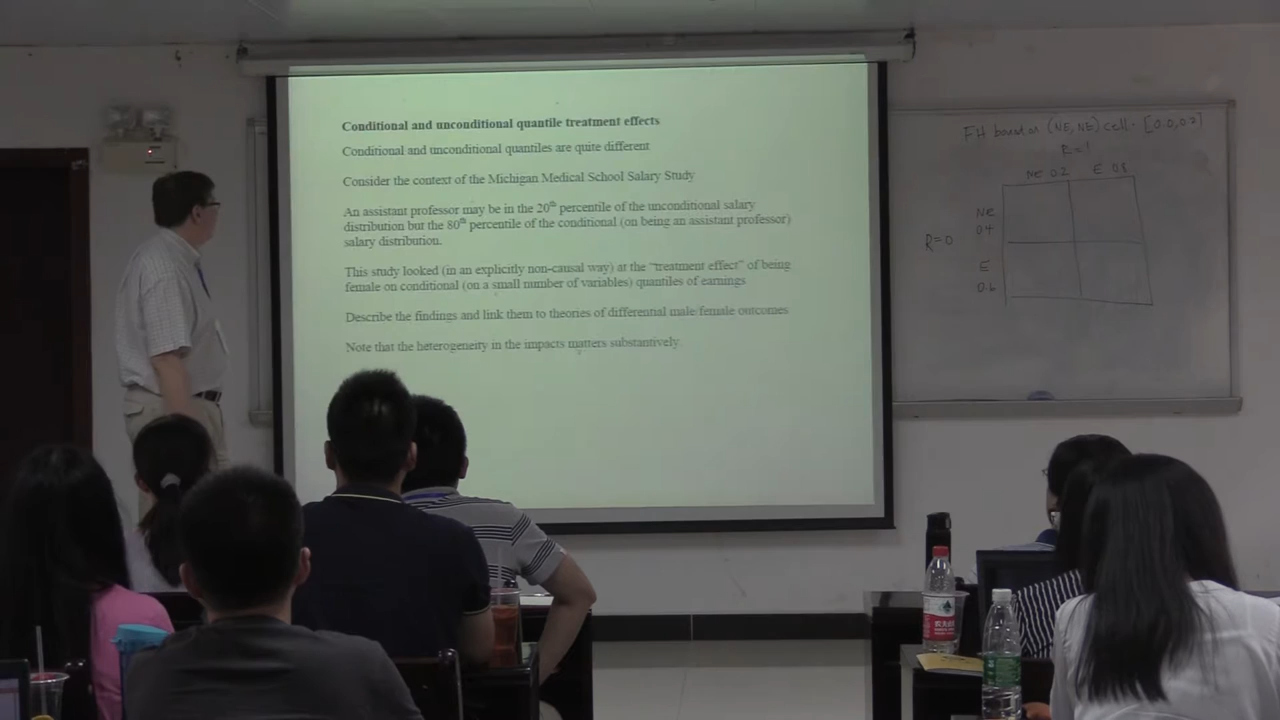 Conditional and unconditional quantile treatment effects
Conditional and unconditional quantiles are quite different
Consider the context of the Michigan Medical School Salary Study
An assistant professor may be in the 20th percentile of the unconditional salary
distribution but the 80th percentile of the conditional (on being an assistant professor)
salary distribution.
This study looked (in an explicitly non-causal way) at the "treatment effect" of being
female on conditional (on a small number of variables) quantiles of earnings
Describe the findings and link them to theories of differential male/female outcomes
Note that the heterogeneity in the impacts matters substantively
FH based on (NE, NE) cell - [0.0, 0.2]
R=1
NE 0.2 E 0.8
NE
0.4
R=0
E
0.6
农夫山泉